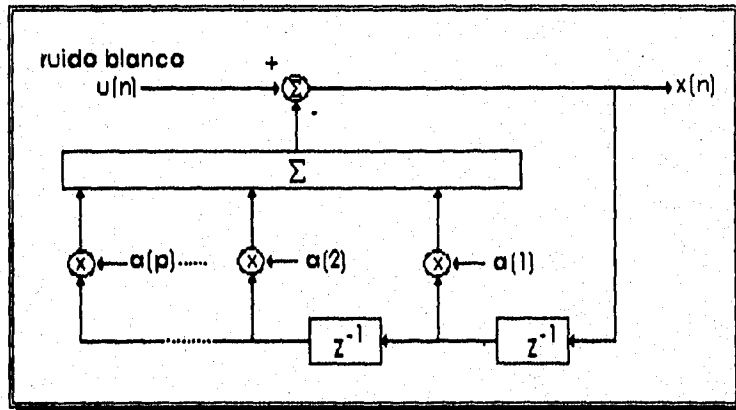 ruido blanco +
u(n) Σ x(n)
-
Σ
x a(p)...... x a(2) x a(1)
........ z⁻¹ z⁻¹